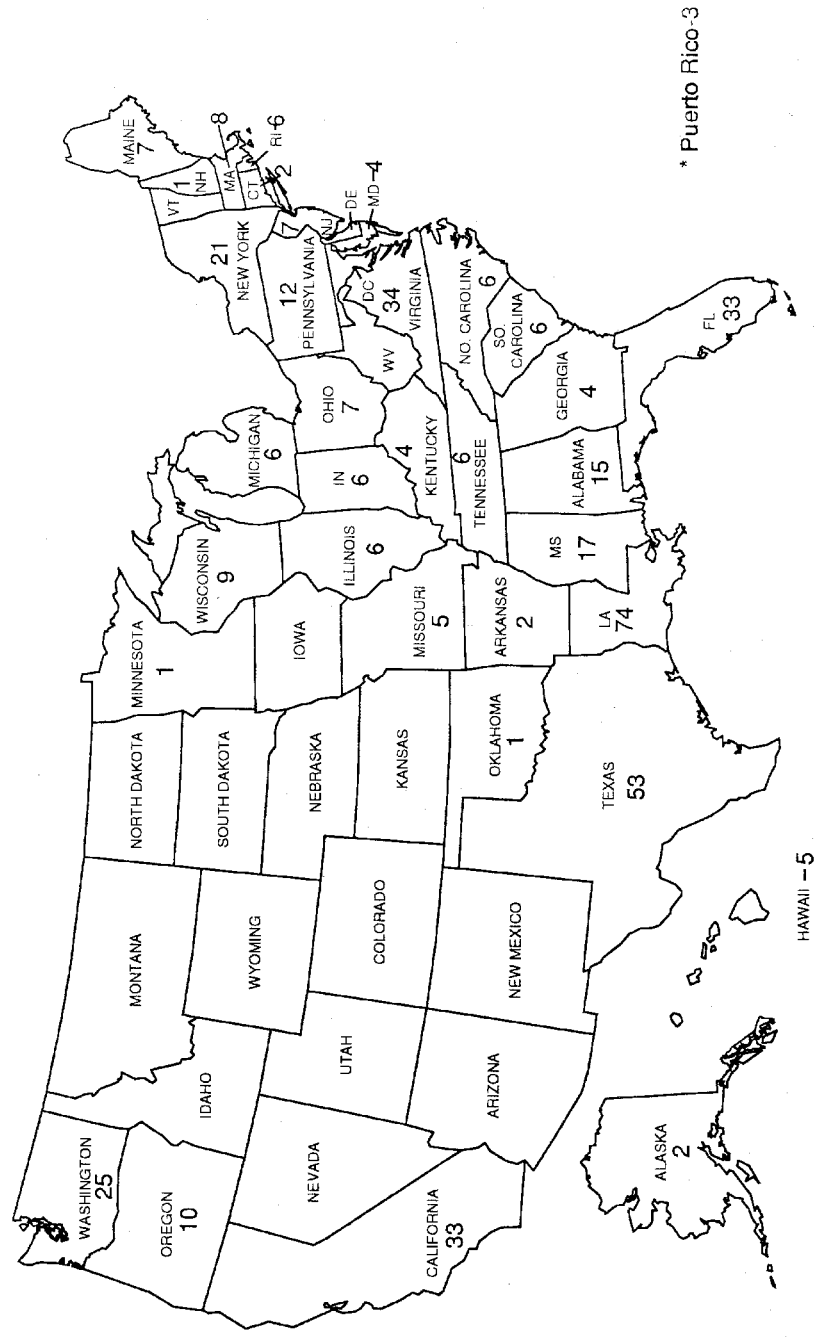 WASHINGTON
25
OREGON
10
CALIFORNIA
33
NEVADA
IDAHO
MONTANA
WYOMING
UTAH
ARIZONA
COLORADO
NEW MEXICO
NORTH DAKOTA
SOUTH DAKOTA
NEBRASKA
KANSAS
OKLAHOMA
1
TEXAS
53
MINNESOTA
1
IOWA
MISSOURI
5
ARKANSAS
2
LA
74
WISCONSIN
9
ILLINOIS
6
MICHIGAN
6
IN
6
OHIO
7
KENTUCKY
4
TENNESSEE
6
MS
17
ALABAMA
15
GEORGIA
4
FL
33
SO.
CAROLINA
6
NO. CAROLINA
6
VIRGINIA
34
WV
DC
PENNSYLVANIA
12
NEW YORK
21
VT
NH
1
MAINE
7
MA
8
CT
2
RI-6
NJ
7
DE
MD-4
ALASKA
2
HAWAII -5
* Puerto Rico-3